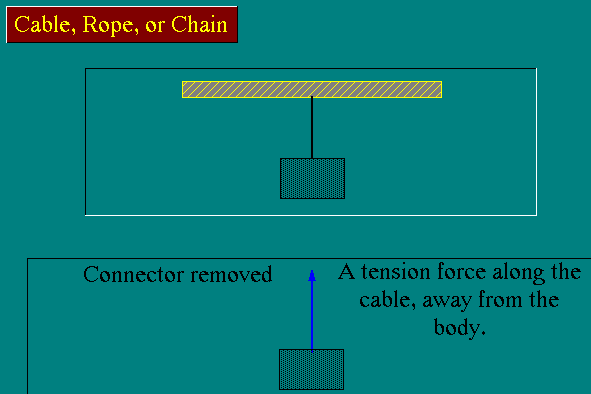 Cable, Rope, or Chain
Connector removed
A tension force along the
cable, away from the
body.